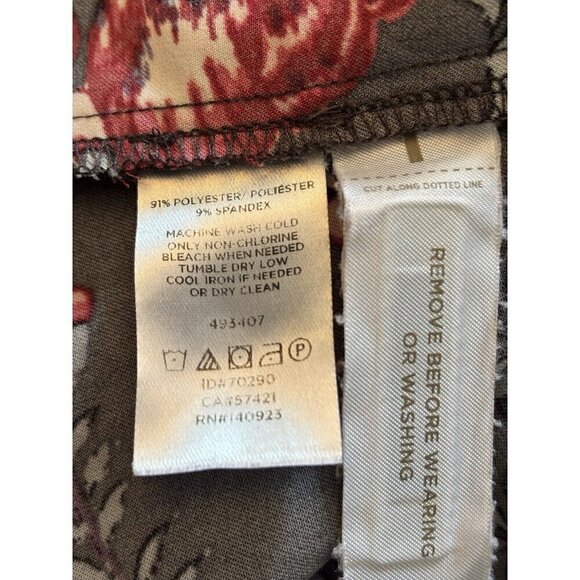 91% POLYESTER/POLIÉSTER
9% SPANDEX
MACHINE WASH COLD
ONLY NON-CHLORINE
BLEACH WHEN NEEDED
TUMBLE DRY LOW
COOL IRON IF NEEDED
OR DRY CLEAN
493407
P
ID#70290
CA#57421
RN#140923
CUT ALONG DOTTED LINE
REMOVE BEFORE WEARING
OR WASHING